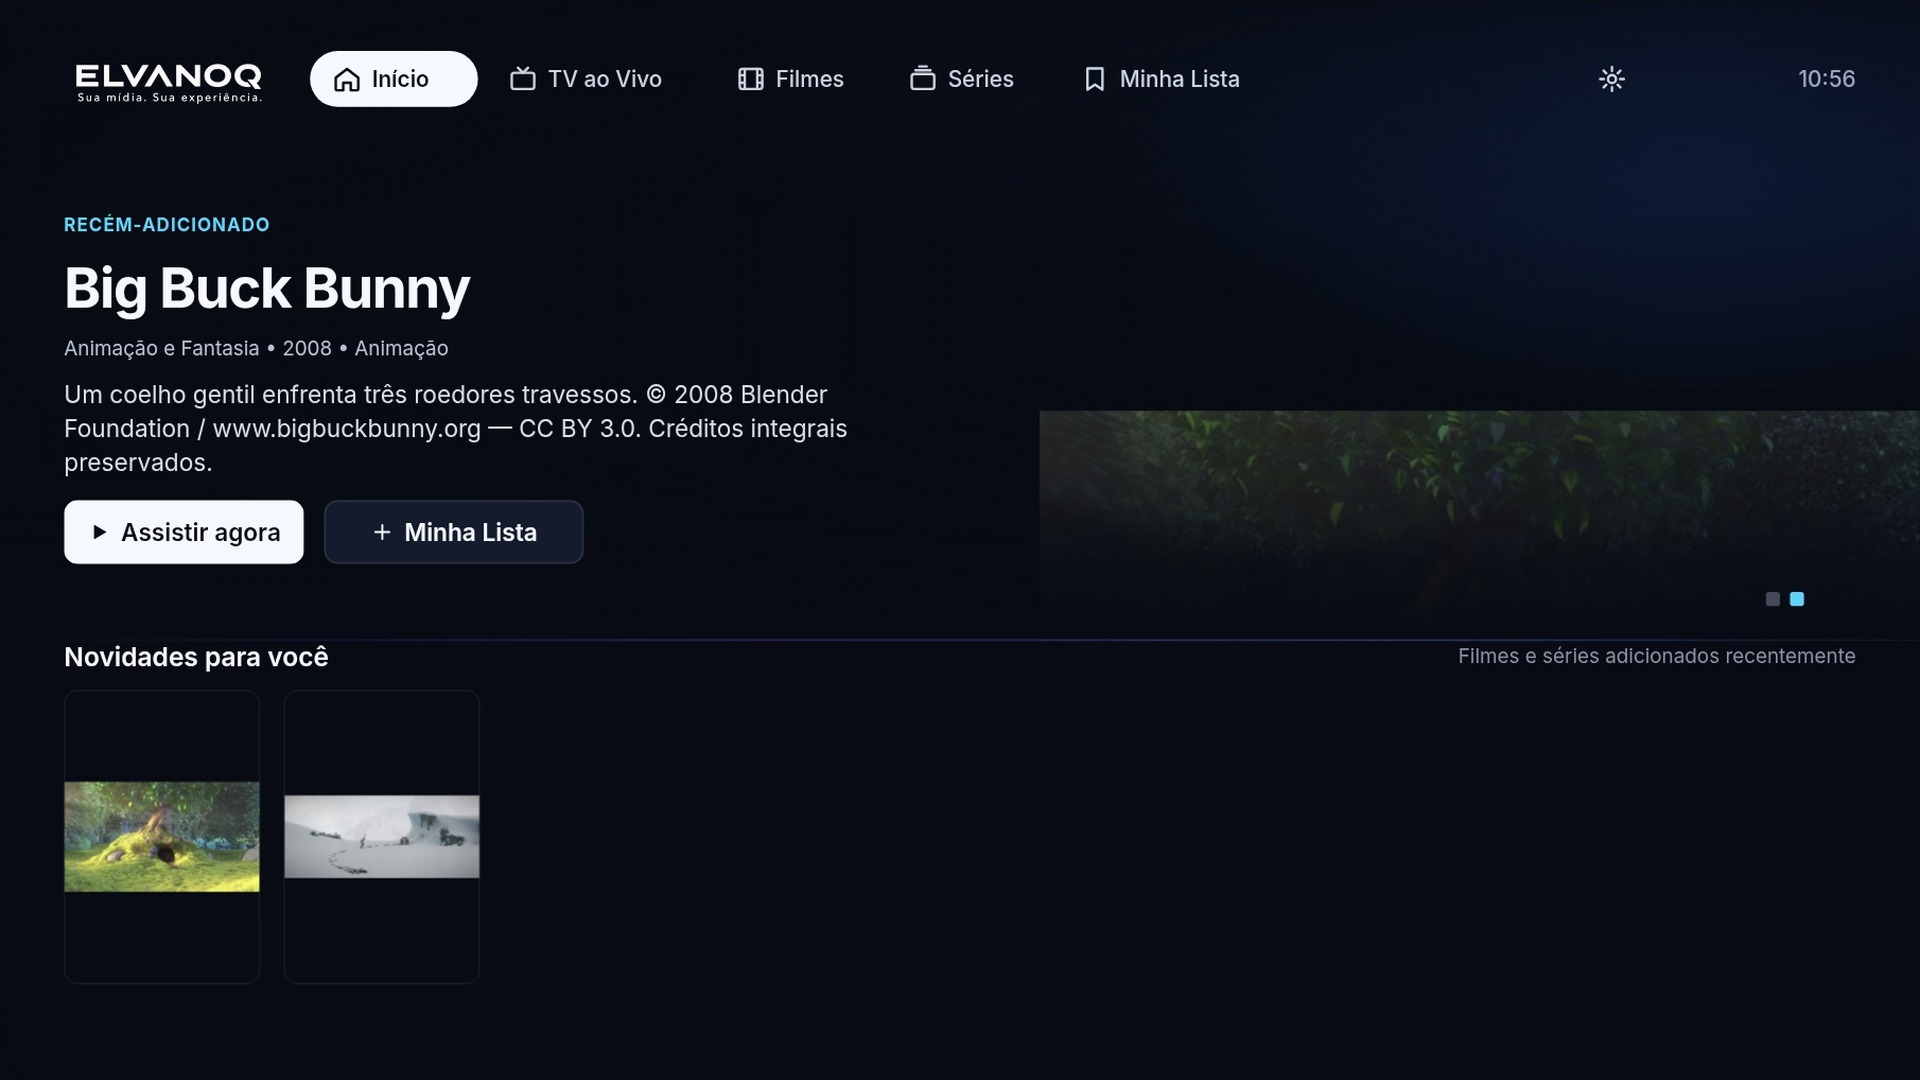 ELVANOQ
Sua mídia. Sua experiência.
Início
TV ao Vivo
Filmes
Séries
Minha Lista
10:56
RECÉM-ADICIONADO
Big Buck Bunny
Animação e Fantasia • 2008 • Animação
Um coelho gentil enfrenta três roedores travessos. © 2008 Blender
Foundation / www.bigbuckbunny.org — CC BY 3.0. Créditos integrais
preservados.
Assistir agora
+ Minha Lista
Novidades para você
Filmes e séries adicionados recentemente